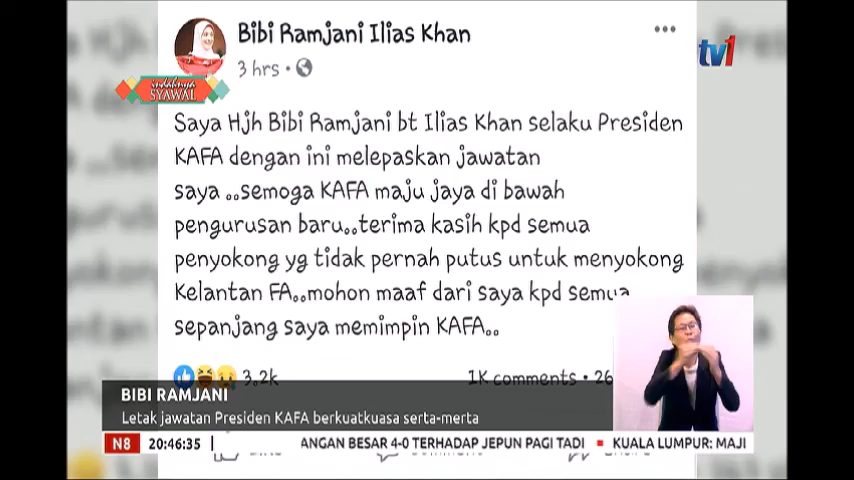 Bibi Ramjani Ilias Khan
3 hrs
tv1
indahnya
SYAWAL
Saya Hjh Bibi Ramjani bt Ilias Khan selaku Presiden
KAFA dengan ini melepaskan jawatan
saya ..semoga KAFA maju jaya di bawah
pengurusan baru..terima kasih kpd semua
penyokong yg tidak pernah putus untuk menyokong
Kelantan FA..mohon maaf dari saya kpd semua
sepanjang saya memimpin KAFA..
3.2k
1K comments • 26
BIBI RAMJANI
Letak jawatan Presiden KAFA berkuatkuasa serta-merta
N8 20:46:35 ANGAN BESAR 4-0 TERHADAP JEPUN PAGI TADI ▪ KUALA LUMPUR: MAJI